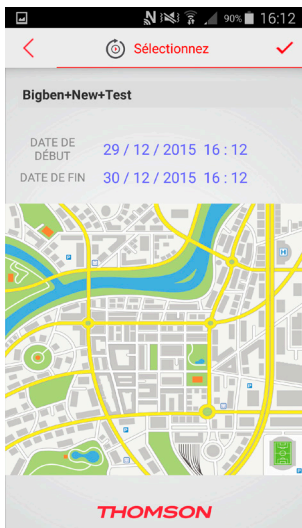 90% 16:12
Sélectionnez
Bigben+New+Test
DATE DE
DÉBUT
29 / 12 / 2015 16 : 12
DATE DE FIN
30 / 12 / 2015 16 : 12
P
H
P
P
P
THOMSON